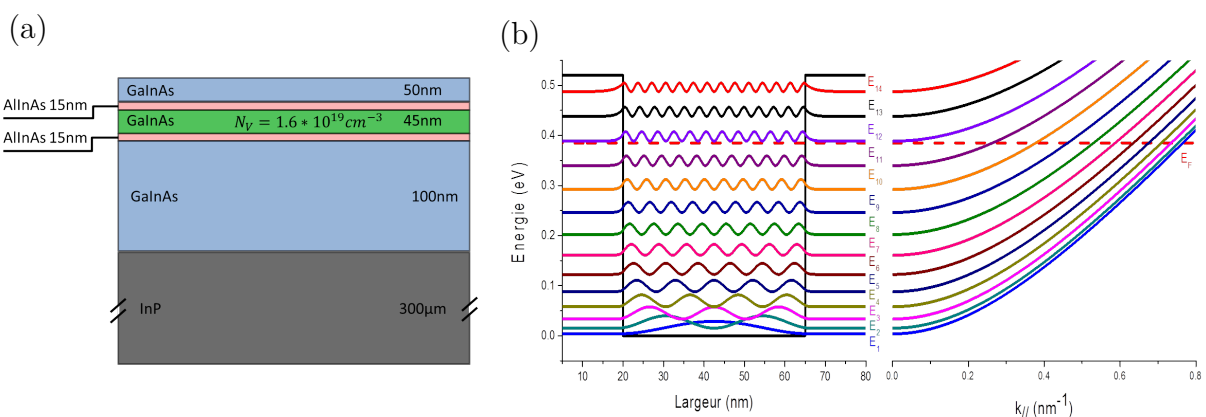 (a)
GaInAs 50nm
AlInAs 15nm
GaInAs N_V = 1.6 * 10^19 cm^−3 45nm
AlInAs 15nm
GaInAs 100nm
InP 300µm
(b)
Energie (eV)
0.5
0.4
0.3
0.2
0.1
0.0
E14
E13
E12
E11
E10
E9
E8
E7
E6
E5
E4
E3
E2
E1
EF
10 20 30 40 50 60 70 80
Largeur (nm)
0.0 0.2 0.4 0.6 0.8
k// (nm⁻¹)